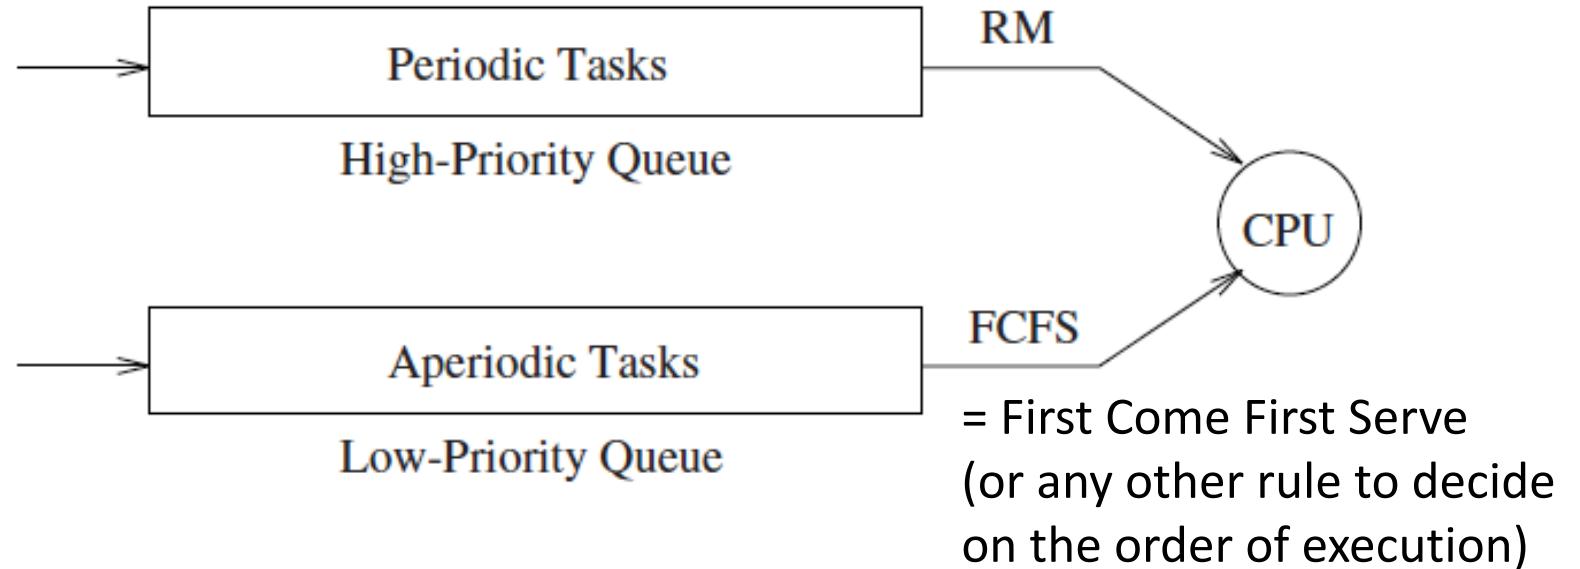 RM
Periodic Tasks
High-Priority Queue
CPU
FCFS
Aperiodic Tasks
= First Come First Serve
Low-Priority Queue
(or any other rule to decide
on the order of execution)